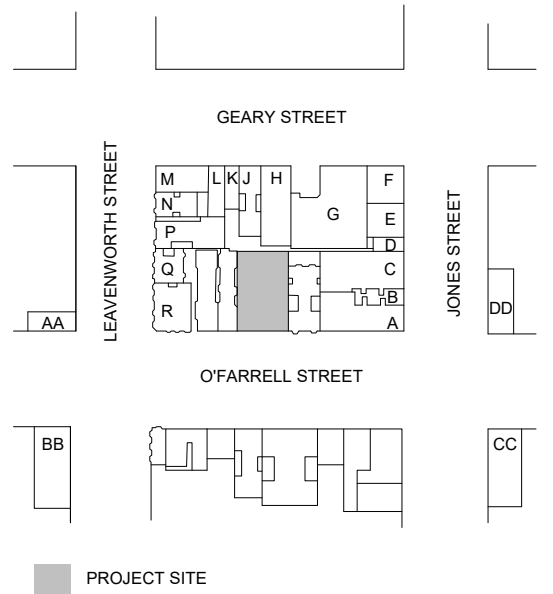 GEARY STREET
LEAVENWORTH STREET
JONES STREET
M
L
K
J
H
F
N
G
E
P
D
Q
C
R
B
A
AA
DD
O'FARRELL STREET
BB
CC
PROJECT SITE